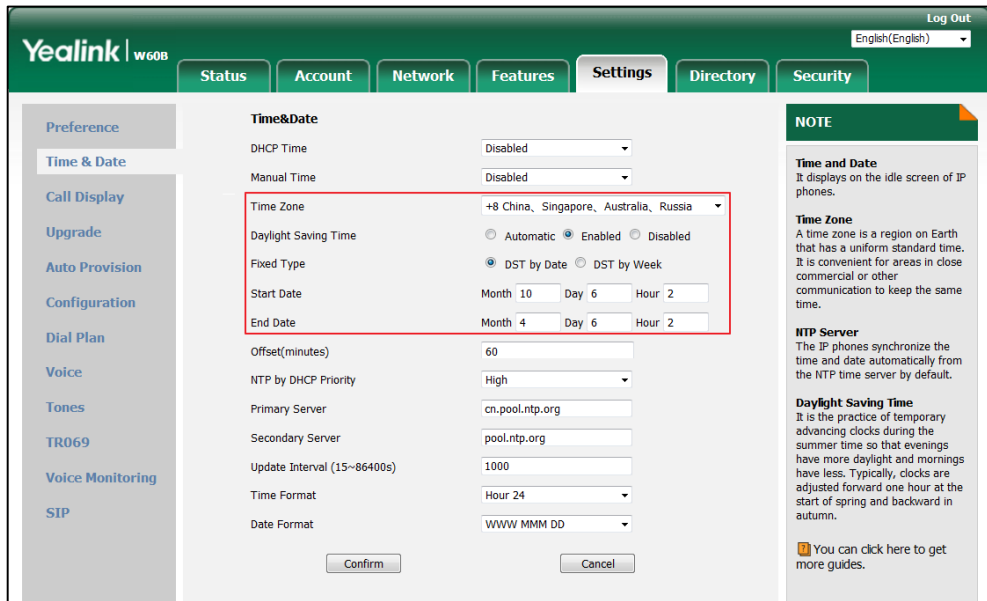 Log Out
English(English)
Yealink | W60B
Status Account Network Features Settings Directory Security
Preference
Time & Date
Call Display
Upgrade
Auto Provision
Configuration
Dial Plan
Voice
Tones
TR069
Voice Monitoring
SIP
Time&Date
DHCP Time Disabled
Manual Time Disabled
Time Zone +8 China、Singapore、Australia、Russia
Daylight Saving Time Automatic Enabled Disabled
Fixed Type DST by Date DST by Week
Start Date Month 10 Day 6 Hour 2
End Date Month 4 Day 6 Hour 2
Offset(minutes) 60
NTP by DHCP Priority High
Primary Server cn.pool.ntp.org
Secondary Server pool.ntp.org
Update Interval (15~86400s) 1000
Time Format Hour 24
Date Format WWW MMM DD
Confirm Cancel
NOTE
Time and Date
It displays on the idle screen of IP
phones.
Time Zone
A time zone is a region on Earth
that has a uniform standard time.
It is convenient for areas in close
commercial or other
communication to keep the same
time.
NTP Server
The IP phones synchronize the
time and date automatically from
the NTP time server by default.
Daylight Saving Time
It is the practice of temporary
advancing clocks during the
summer time so that evenings
have more daylight and mornings
have less. Typically, clocks are
adjusted forward one hour at the
start of spring and backward in
autumn.
You can click here to get
more guides.